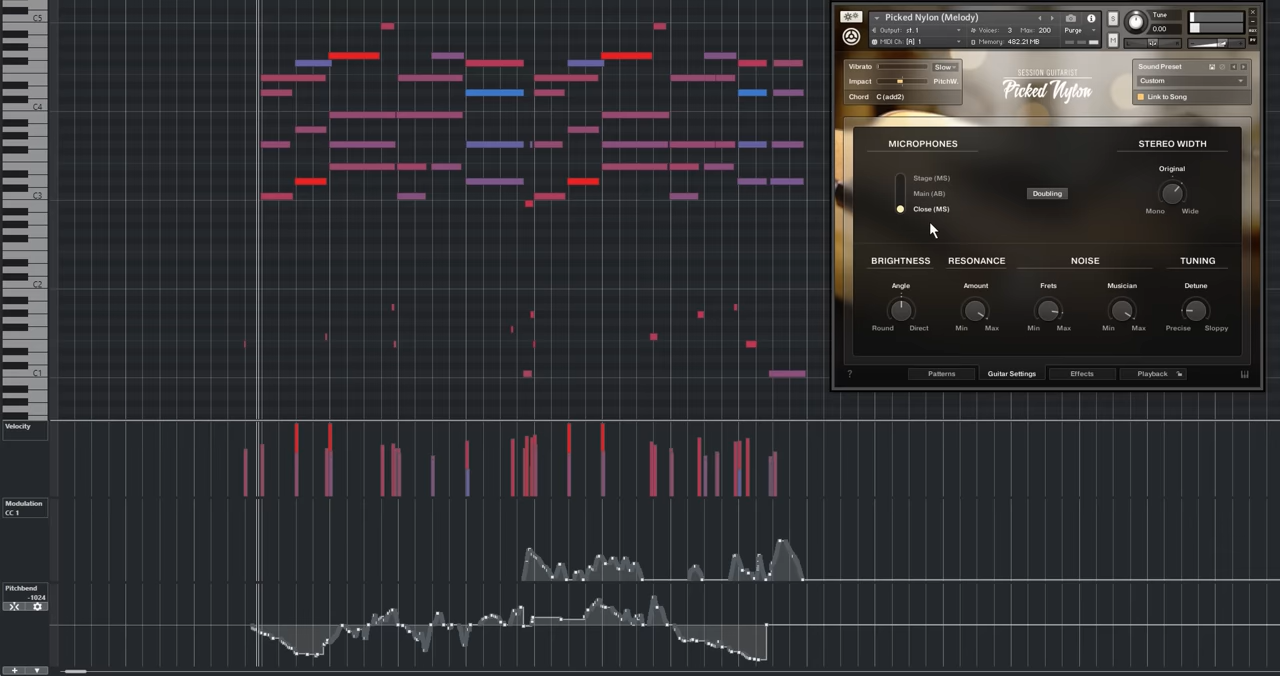 C5
C4
C3
C2
C1
Velocity
Modulation
CC 1
Pitchbend
-1024
Picked Nylon (Melody)
Output: st. 1
Voices: 3 Max: 200 Purge
MIDI Ch: [A] 1
Memory: 482.21 MB
S
M
Tune
0.00
Vibrato Slow
Impact PitchW.
Chord C (add2)
SESSION GUITARIST
Picked Nylon
Sound Preset
Custom
Link to Song
MICROPHONES
Stage (MS)
Main (AB)
Close (MS)
Doubling
STEREO WIDTH
Original
Mono Wide
BRIGHTNESS RESONANCE NOISE TUNING
Angle Amount Frets Musician Detune
Round Direct Min Max Min Max Min Max Precise Sloppy
? Patterns Guitar Settings Effects Playback